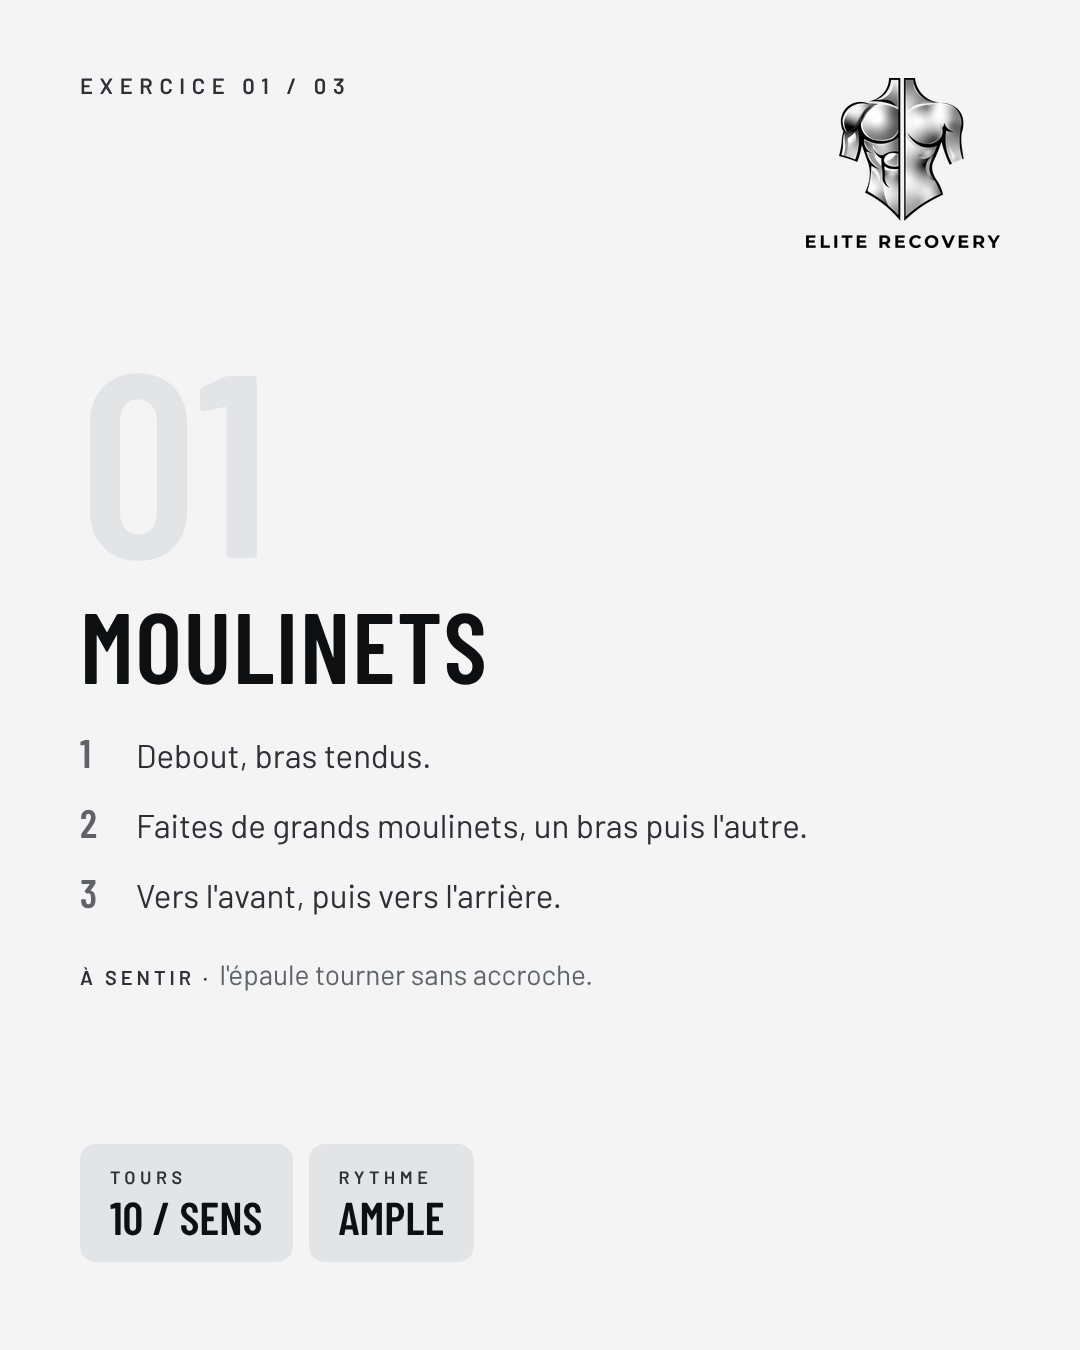 EXERCICE 01 / 03
ELITE RECOVERY
01
MOULINETS
1 Debout, bras tendus.
2 Faites de grands moulinets, un bras puis l'autre.
3 Vers l'avant, puis vers l'arrière.
À SENTIR · l'épaule tourner sans accroche.
TOURS
10 / SENS
RYTHME
AMPLE